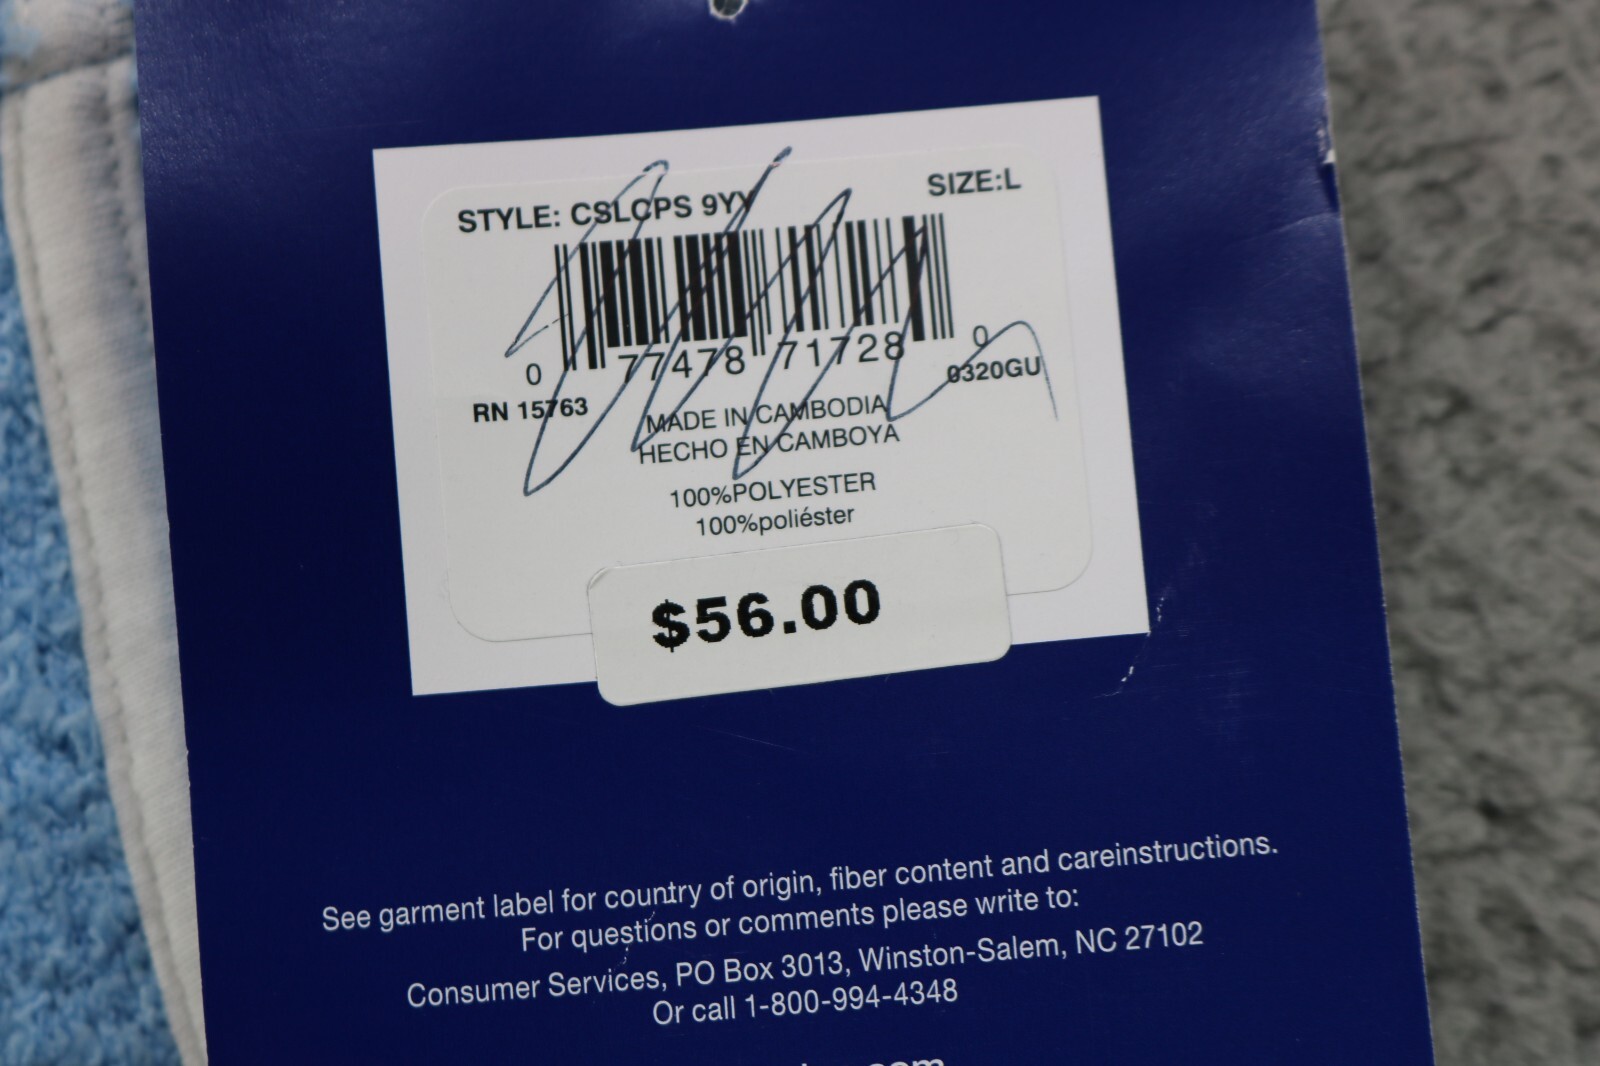 STYLE: CSLCPS 9YY SIZE:L
0 77478 71728 0
RN 15763 0320GU
MADE IN CAMBODIA
HECHO EN CAMBOYA
100%POLYESTER
100%poliéster
$56.00
See garment label for country of origin, fiber content and careinstructions.
For questions or comments please write to:
Consumer Services, PO Box 3013, Winston-Salem, NC 27102
Or call 1-800-994-4348